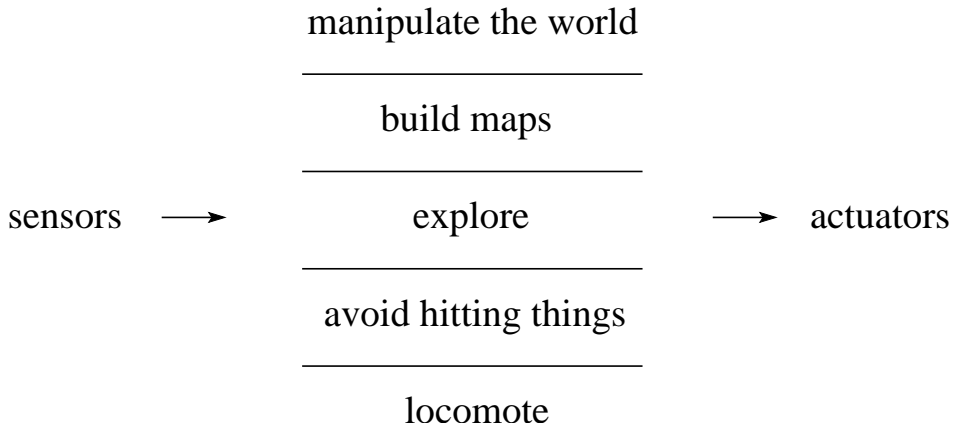 manipulate the world
build maps
sensors explore actuators
avoid hitting things
locomote